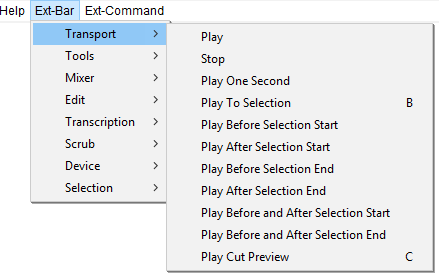 Help Ext-Bar Ext-Command
Transport >
Tools >
Mixer >
Edit >
Transcription >
Scrub >
Device >
Selection >
Play
Stop
Play One Second
Play To Selection B
Play Before Selection Start
Play After Selection Start
Play Before Selection End
Play After Selection End
Play Before and After Selection Start
Play Before and After Selection End
Play Cut Preview C